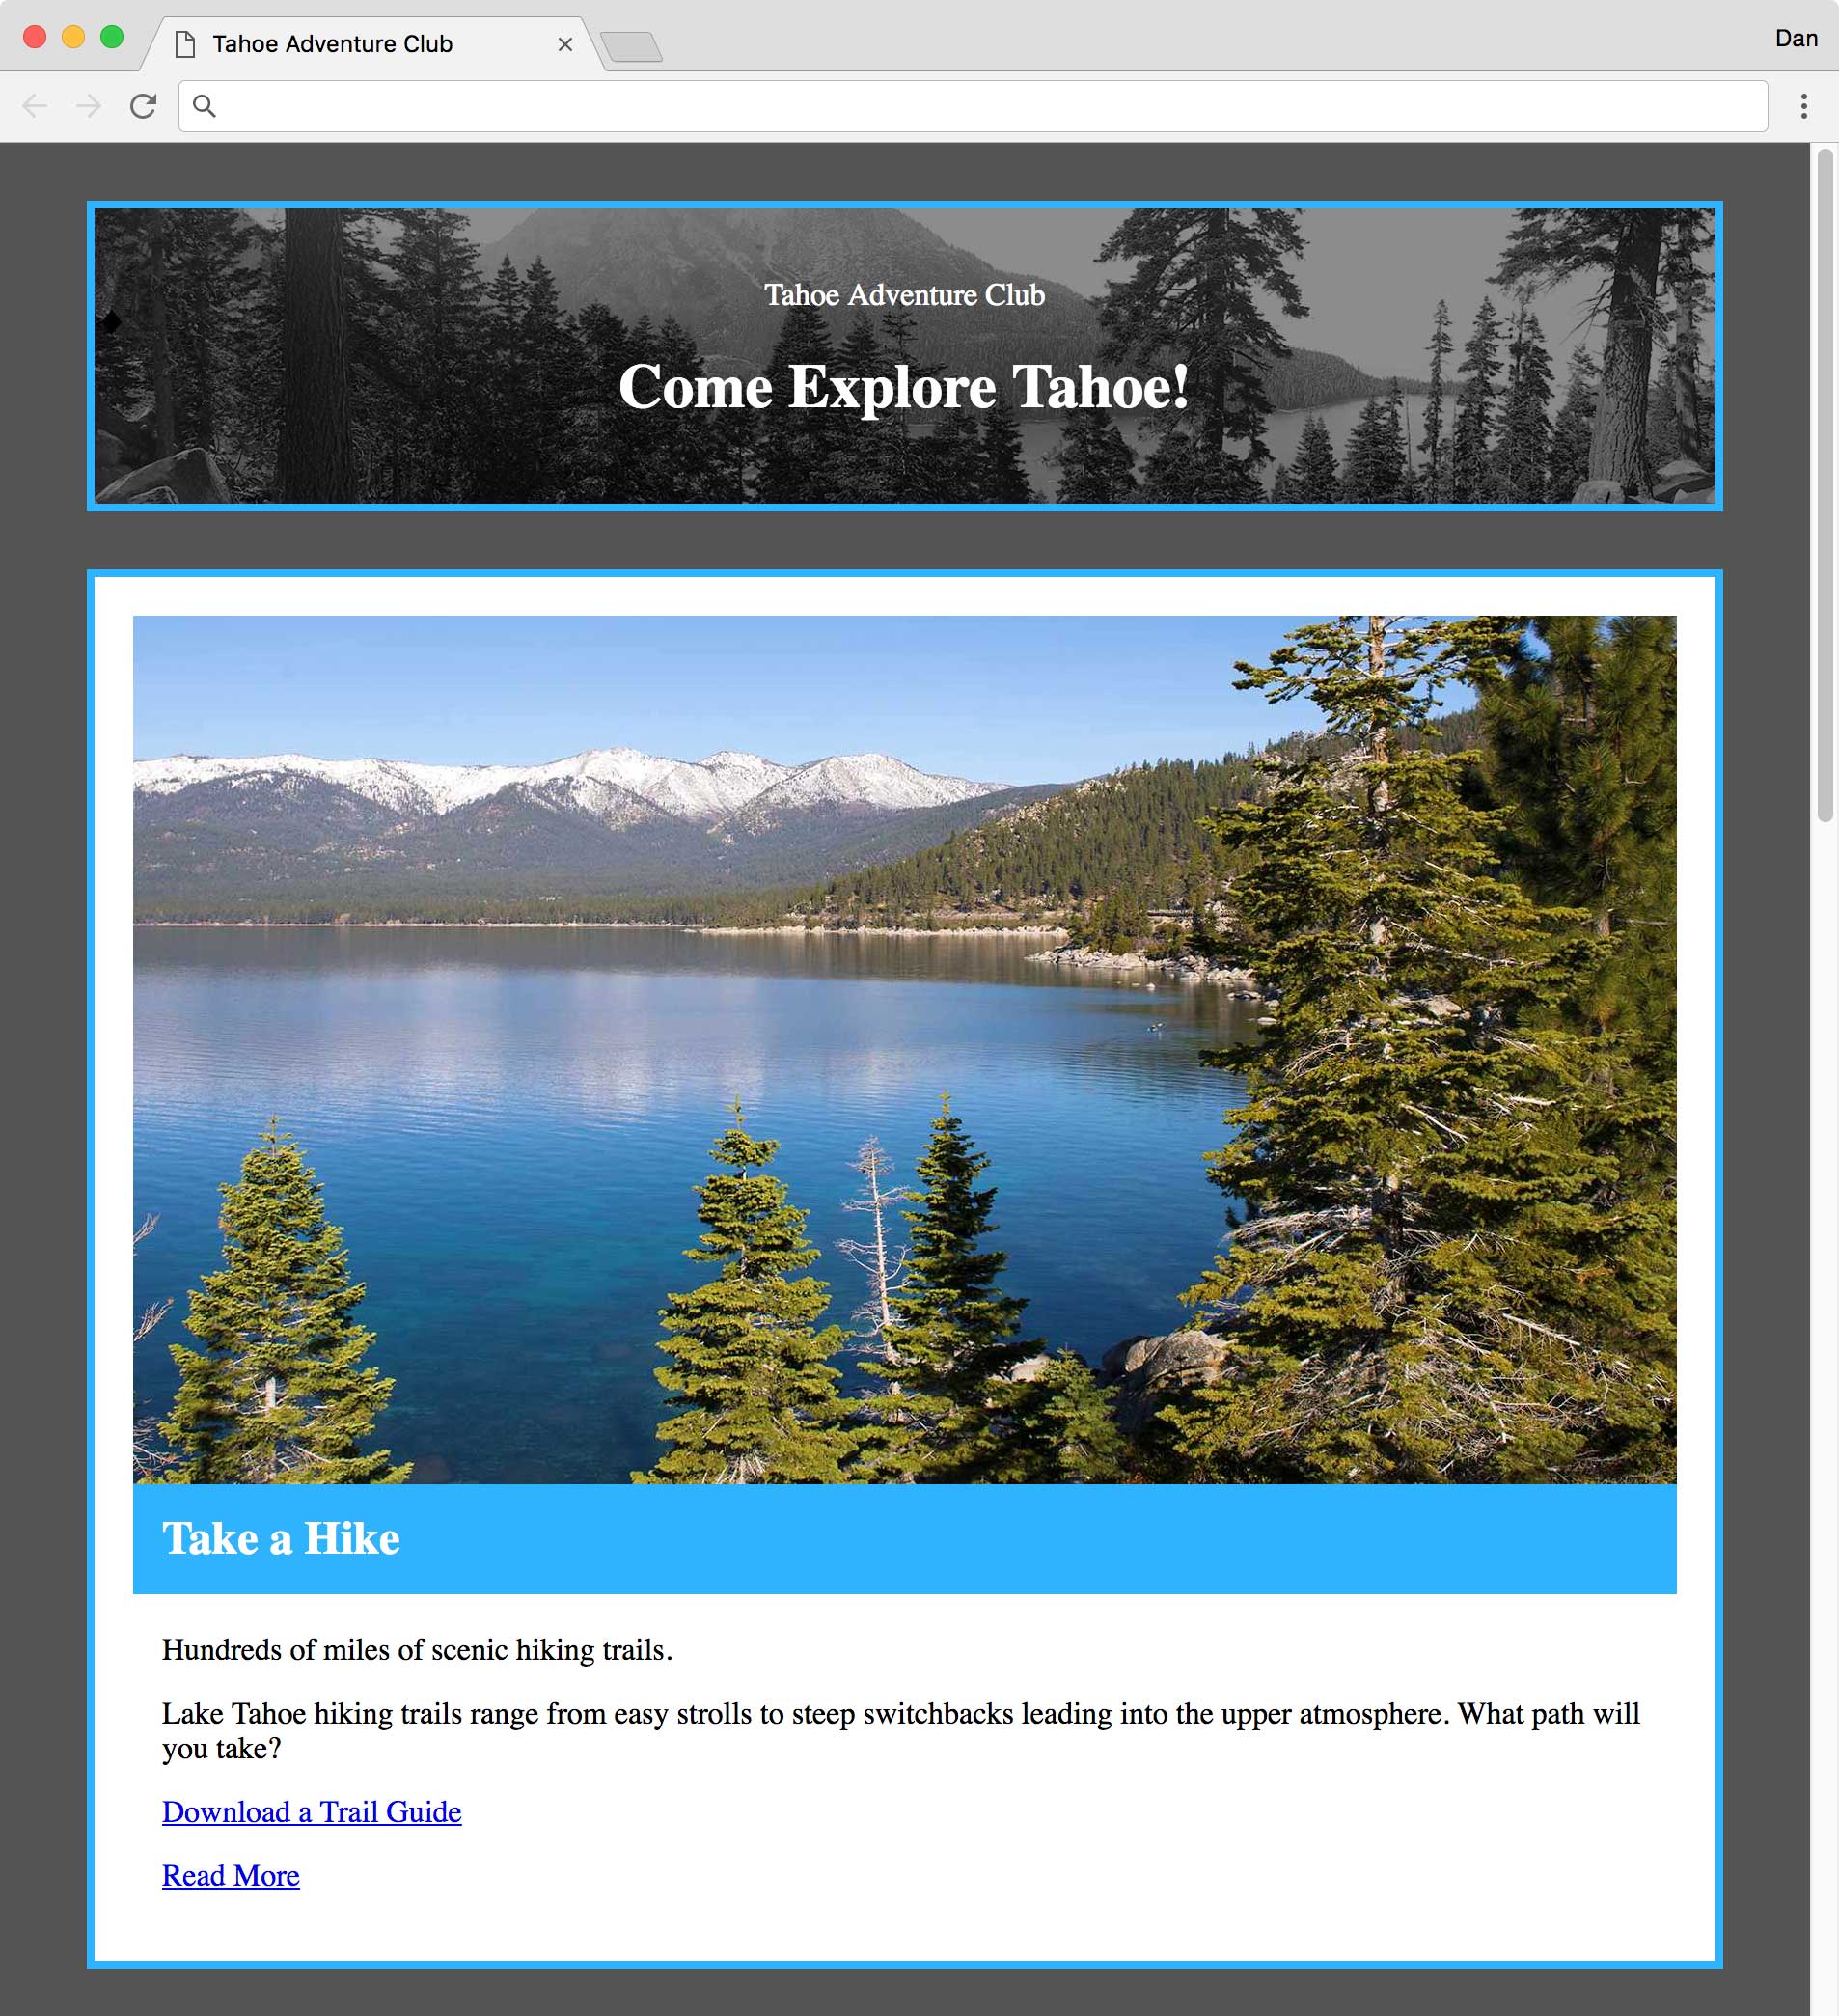 Tahoe Adventure Club
Dan
Tahoe Adventure Club
Come Explore Tahoe!
Take a Hike
Hundreds of miles of scenic hiking trails.
Lake Tahoe hiking trails range from easy strolls to steep switchbacks leading into the upper atmosphere. What path will
you take?
Download a Trail Guide
Read More